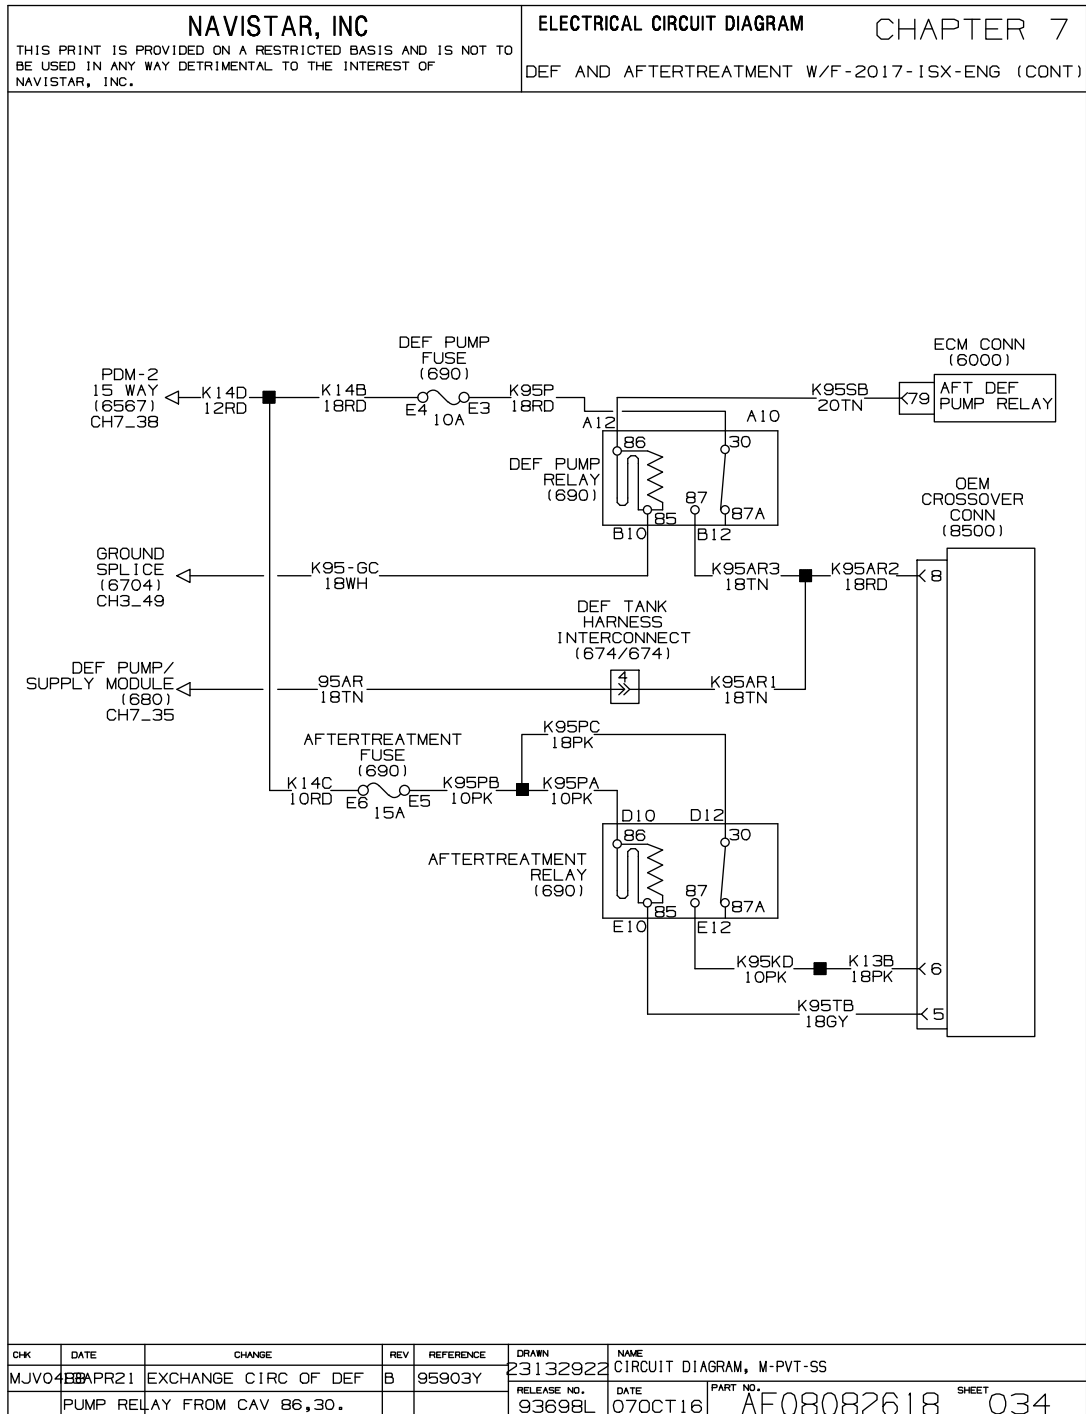 NAVISTAR, INC
THIS PRINT IS PROVIDED ON A RESTRICTED BASIS AND IS NOT TO
BE USED IN ANY WAY DETRIMENTAL TO THE INTEREST OF
NAVISTAR, INC.
ELECTRICAL CIRCUIT DIAGRAM
CHAPTER 7
DEF AND AFTERTREATMENT W/F-2017-ISX-ENG (CONT)
PDM-2
15 WAY
(6567)
CH7_38
K14D
12RD
K14B
18RD
DEF PUMP
FUSE
(690)
E4
E3
10A
K95P
18RD
K95SB
20TN
ECM CONN
(6000)
79
AFT DEF
PUMP RELAY
A12
A10
86
30
DEF PUMP
RELAY
(690)
87
85
87A
B10
B12
OEM
CROSSOVER
CONN
(8500)
GROUND
SPLICE
(6704)
CH3_49
K95-GC
18WH
K95AR3
18TN
K95AR2
18RD
8
DEF TANK
HARNESS
INTERCONNECT
(674/674)
4
DEF PUMP/
SUPPLY MODULE
(680)
CH7_35
95AR
18TN
K95AR1
18TN
AFTERTREATMENT
FUSE
(690)
K14C
10RD
E6
E5
15A
K95PB
10PK
K95PC
18PK
K95PA
10PK
D10
D12
86
30
AFTERTREATMENT
RELAY
(690)
87
85
87A
E10
E12
K95KD
10PK
K13B
18PK
6
K95TB
18GY
5
CHK
DATE
CHANGE
REV
REFERENCE
DRAWN
NAME
EXCHANGE CIRC OF DEF
B
95903Y
23132922
CIRCUIT DIAGRAM, M-PVT-SS
PUMP RELAY FROM CAV 86,30.
RELEASE NO.
93698L
DATE
07OCT16
PART NO.
AF08082618
SHEET
034